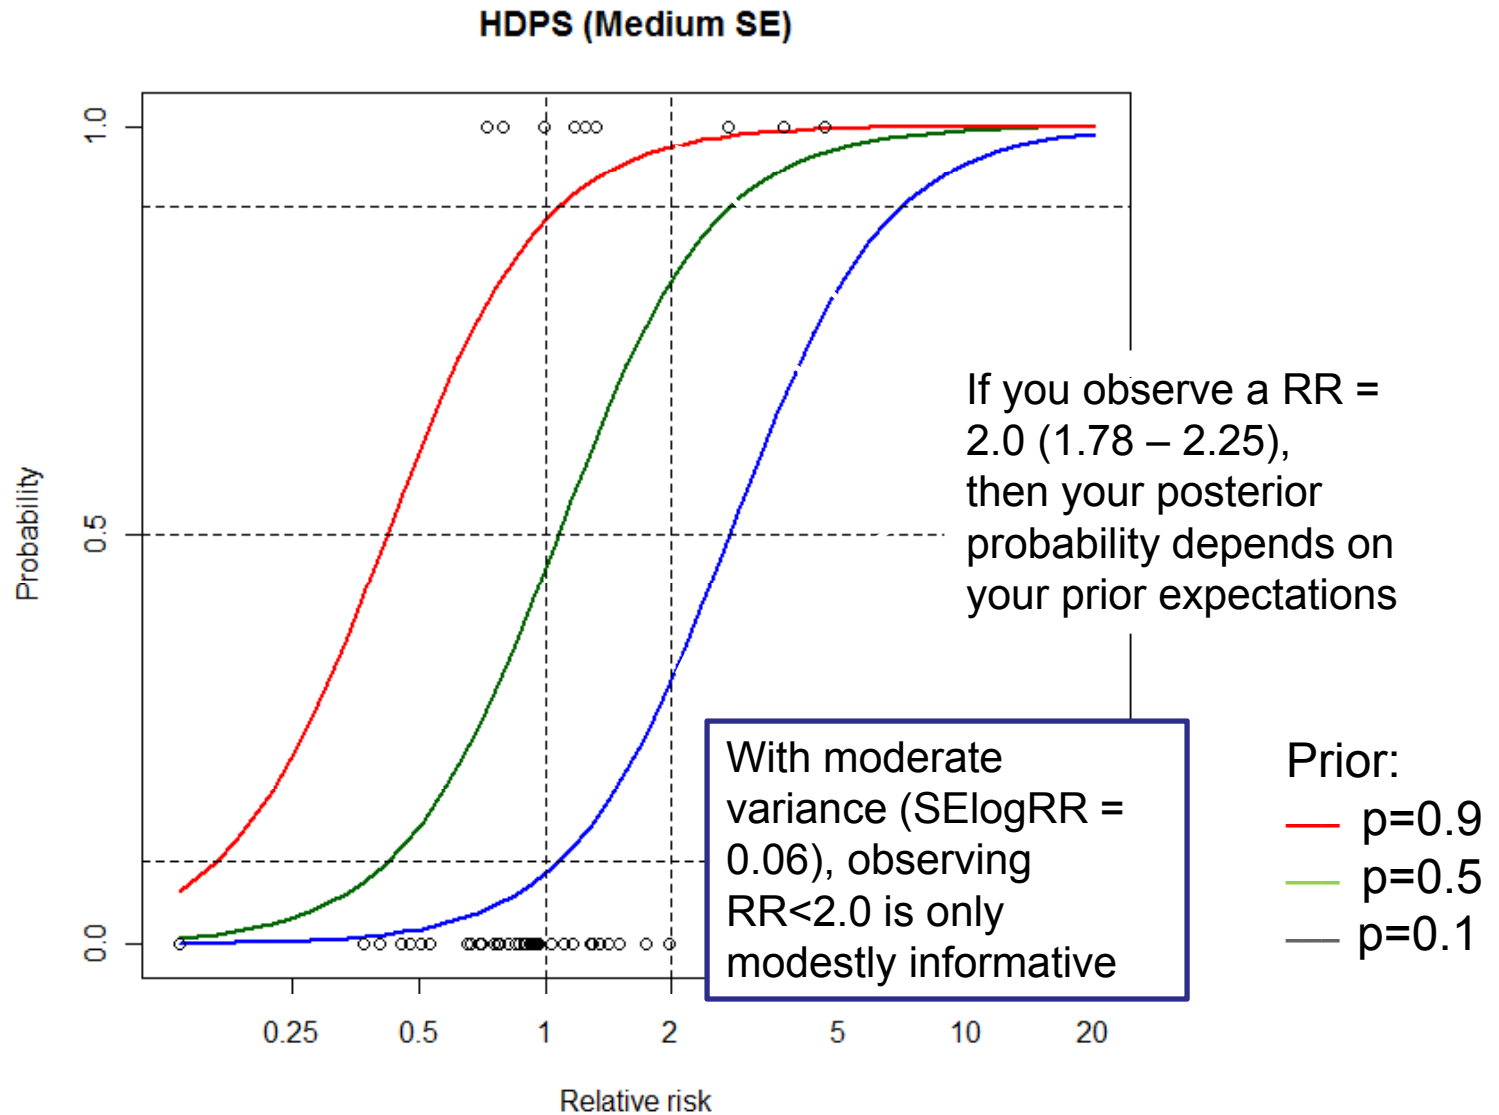 HDPS (Medium SE)
1.0
0.5
0.0
Probability
0.25
0.5
1
2
5
10
20
Relative risk
If you observe a RR =
2.0 (1.78 – 2.25),
then your posterior
probability depends on
your prior expectations
With moderate
variance (SElogRR =
0.06), observing
RR<2.0 is only
modestly informative
Prior:
p=0.9
p=0.5
p=0.1